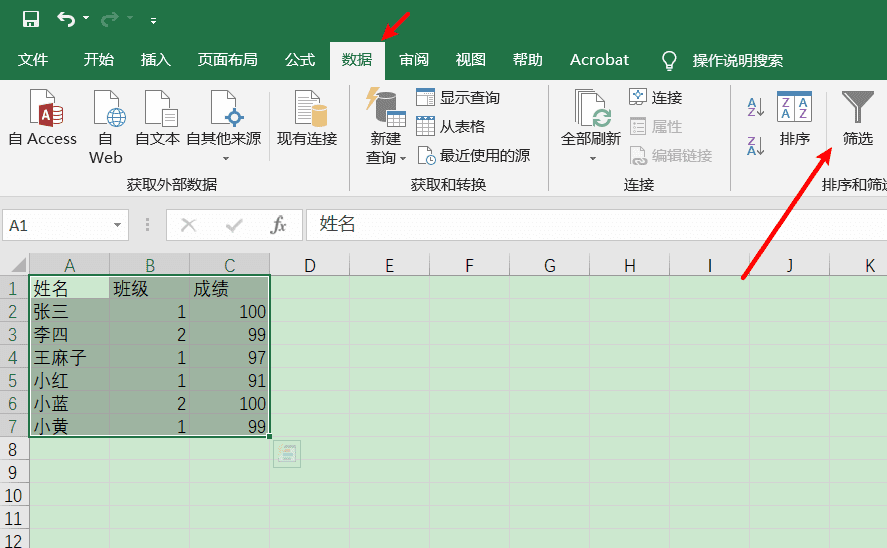 文件 开始 插入 页面布局 公式 数据 审阅 视图 帮助 Acrobat 操作说明搜索
自 Access 自 Web 自文本 自其他来源 现有连接
获取外部数据
新建查询 显示查询
从表格
最近使用的源
获取和转换
全部刷新 连接
属性
编辑链接
连接
排序 筛选
排序和筛选
A1 fx 姓名
A B C D E F G H I J K
1 姓名 班级 成绩
2 张三 1 100
3 李四 2 99
4 王麻子 1 97
5 小红 1 91
6 小蓝 2 100
7 小黄 1 99
8
9
10
11
12